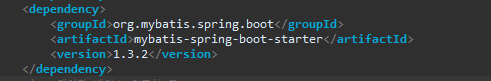 <dependency>
<groupId>org.mybatis.spring.boot</groupId>
<artifactId>mybatis-spring-boot-starter</artifactId>
<version>1.3.2</version>
</dependency>